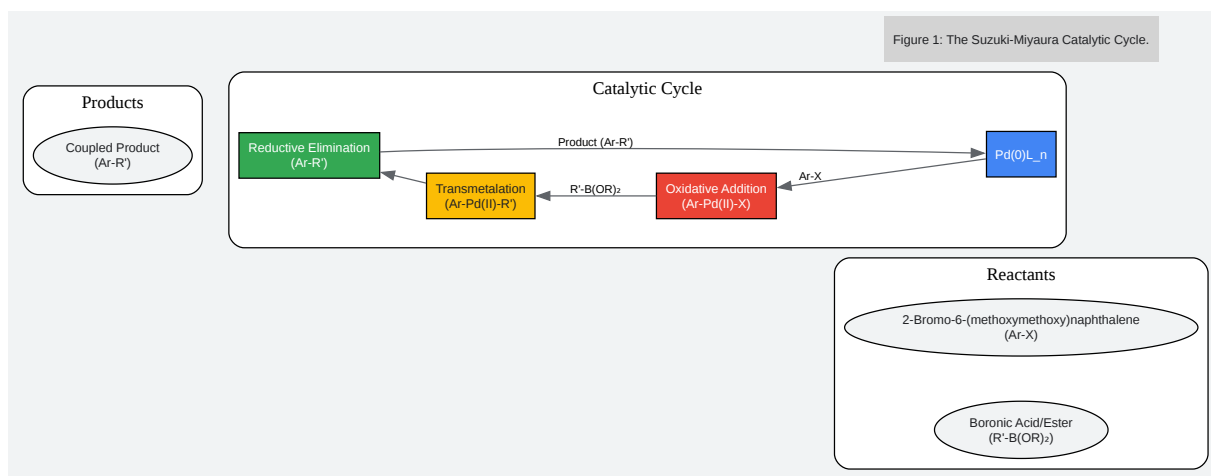 Figure 1: The Suzuki-Miyaura Catalytic Cycle.
Products
Coupled Product
(Ar-R')
Catalytic Cycle
Reductive Elimination
(Ar-R')
Product (Ar-R')
Pd(0)L_n
Transmetalation
(Ar-Pd(II)-R')
R'-B(OR)₂
Oxidative Addition
(Ar-Pd(II)-X)
Ar-X
Reactants
2-Bromo-6-(methoxymethoxy)naphthalene
(Ar-X)
Boronic Acid/Ester
(R'-B(OR)₂)